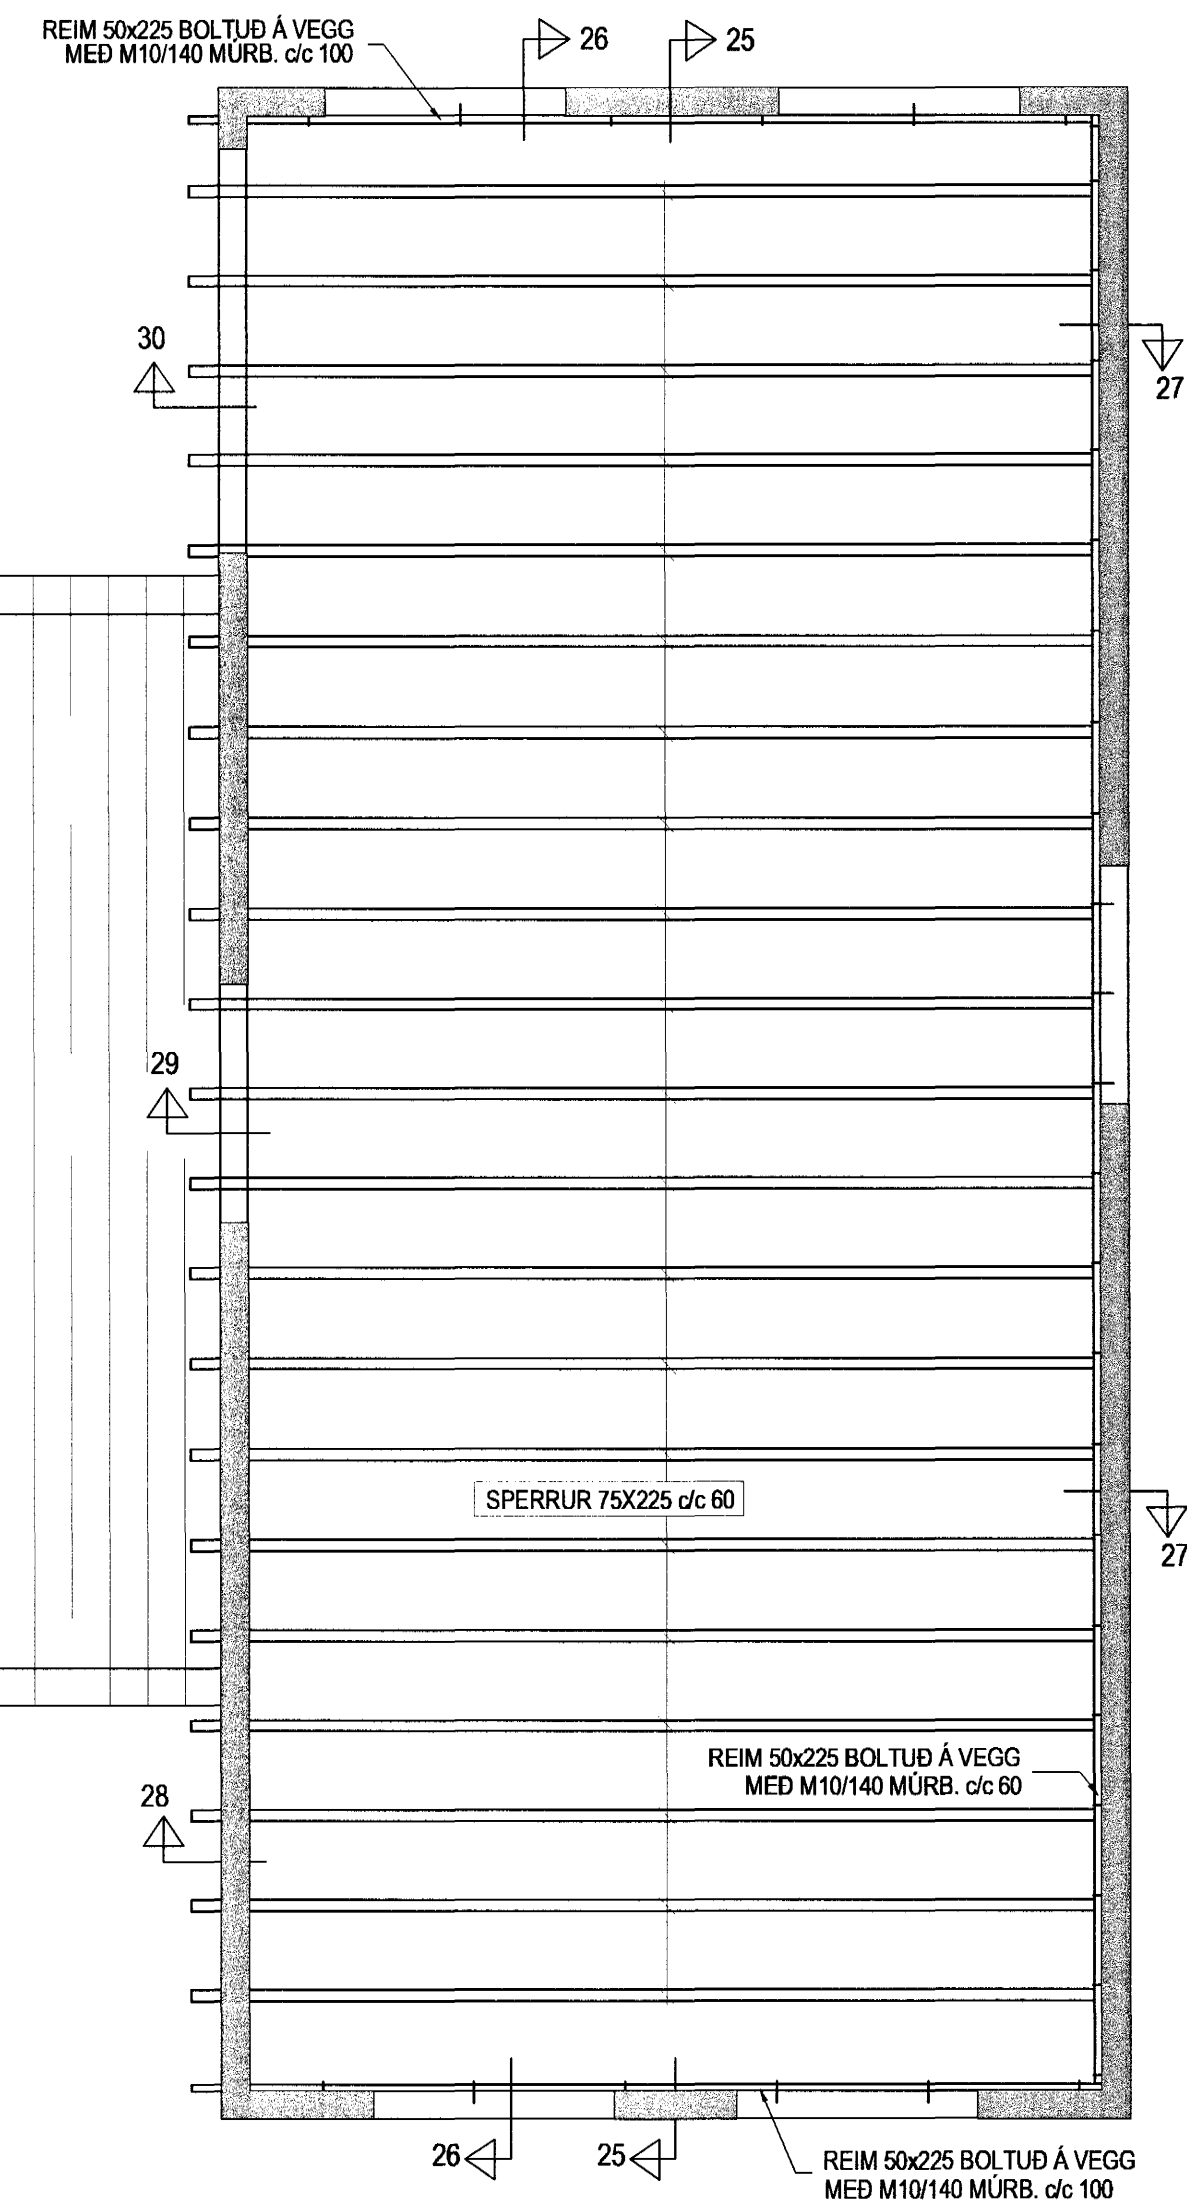 REIM 50x225 BOLTUÐ Á VEGG
MEÐ M10/140 MÚRB. c/c 100
26
25
30
27
29
SPERRUR 75X225 c/c 60
27
REIM 50x225 BOLTUÐ Á VEGG
MEÐ M10/140 MÚRB. c/c 60
28
26
25
REIM 50x225 BOLTUÐ Á VEGG
MEÐ M10/140 MÚRB. c/c 100